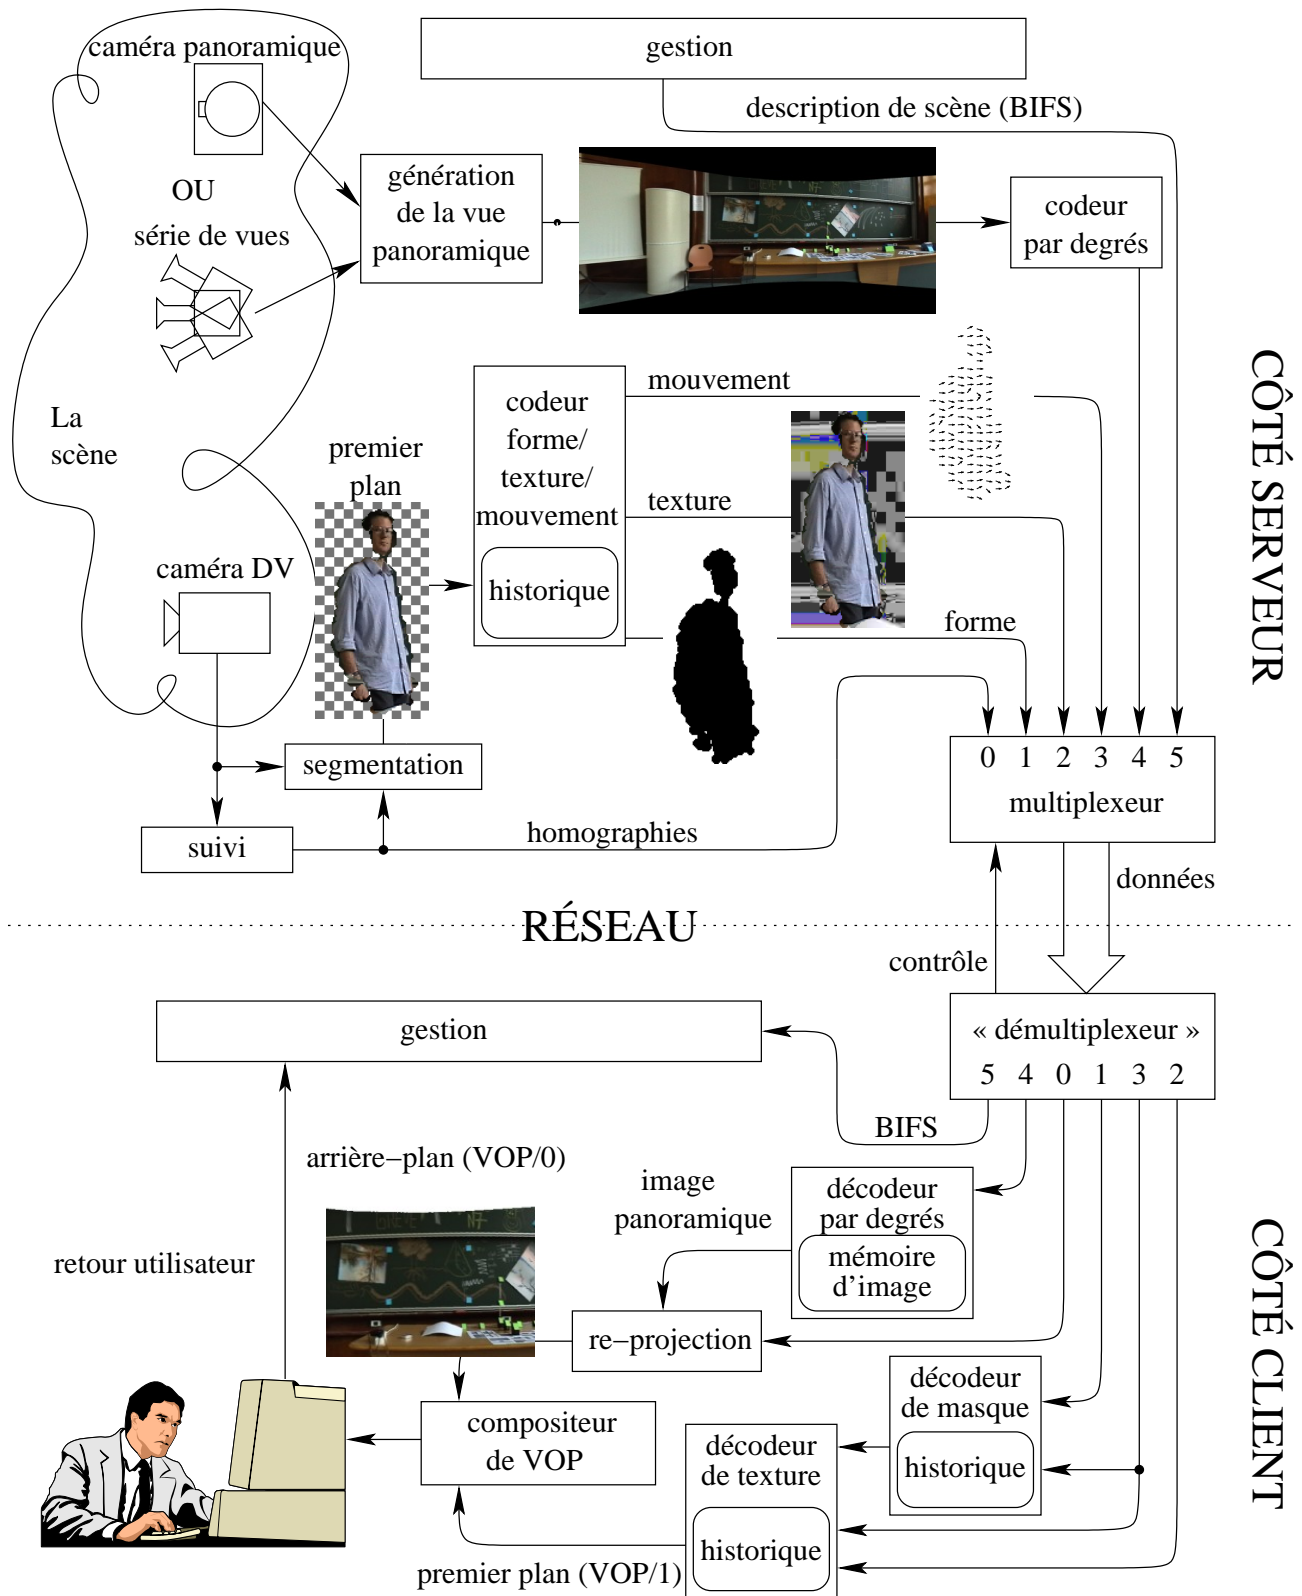 caméra panoramique
gestion
description de scène (BIFS)
OU
série de vues
génération
de la vue
panoramique
codeur
par degrés
La
scène
premier
plan
codeur
forme/
texture/
mouvement
historique
mouvement
texture
forme
caméra DV
segmentation
suivi
homographies
0 1 2 3 4 5
multiplexeur
données
CÔTÉ SERVEUR
RÉSEAU
contrôle
gestion
« démultiplexeur »
5 4 0 1 3 2
BIFS
arrière−plan (VOP/0)
image
panoramique
décodeur
par degrés
mémoire
d’image
retour utilisateur
re−projection
décodeur
de masque
historique
compositeur
de VOP
décodeur
de texture
historique
premier plan (VOP/1)
CÔTÉ CLIENT